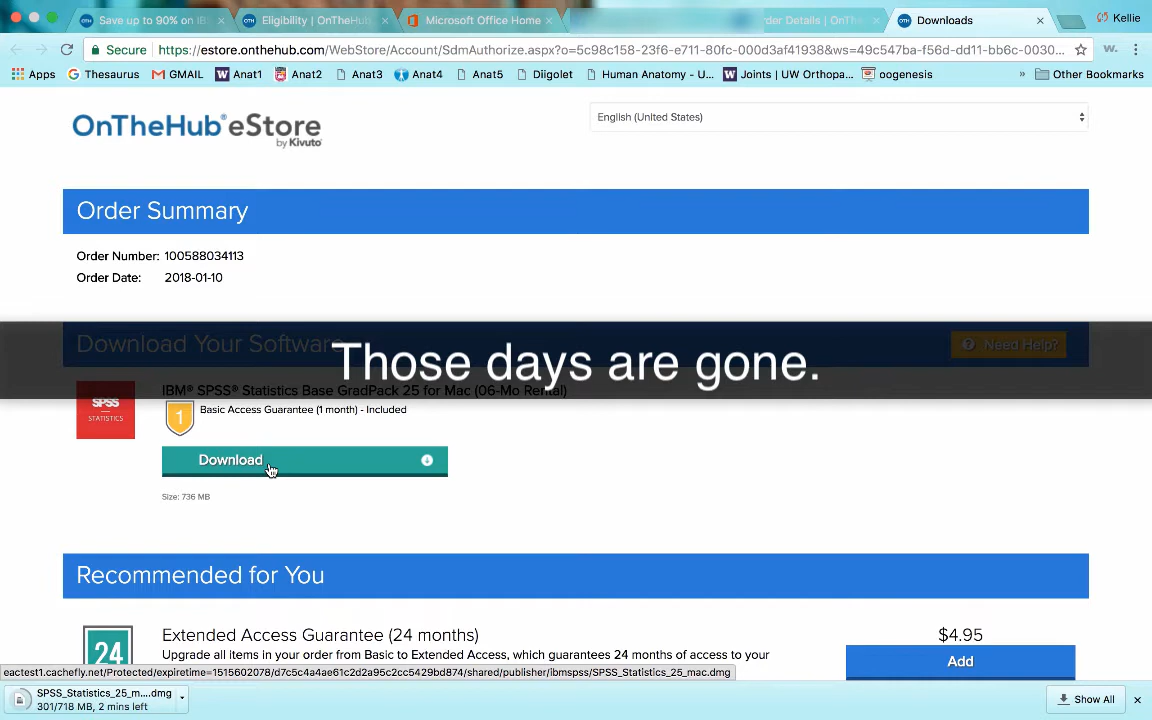 Save up to 90% on IB
Eligibility | OnTheHub
Microsoft Office Home
rder Details | OnTh
Downloads
Kellie
Secure
https://estore.onthehub.com/WebStore/Account/SdmAuthorize.aspx?o=5c98c158-23f6-e711-80fc-000d3af41938&ws=49c547ba-f56d-dd11-bb6c-0030...
W.
Apps
Thesaurus
GMAIL
Anat1
Anat2
Anat3
Anat4
Anat5
Diigolet
Human Anatomy - U...
Joints | UW Orthopa...
oogenesis
»
Other Bookmarks
OnTheHub® eStore
by Kivuto
English (United States)
Order Summary
Order Number: 100588034113
Order Date: 2018-01-10
Download Your Software
Need Help?
Those days are gone.
IBM® SPSS® Statistics Base GradPack 25 for Mac (06-Mo Rental)
SPSS
STATISTICS
1
Basic Access Guarantee (1 month) - Included
Download
Size: 736 MB
Recommended for You
24
Extended Access Guarantee (24 months)
$4.95
Upgrade all items in your order from Basic to Extended Access, which guarantees 24 months of access to your
Add
eactest1.cachefly.net/Protected/expiretime=1515602078/d7c5c4a4ae61c2d2a95c2cc5429bd874/shared/publisher/ibmspss/SPSS_Statistics_25_mac.dmg
SPSS_Statistics_25_m....dmg
301/718 MB, 2 mins left
Show All